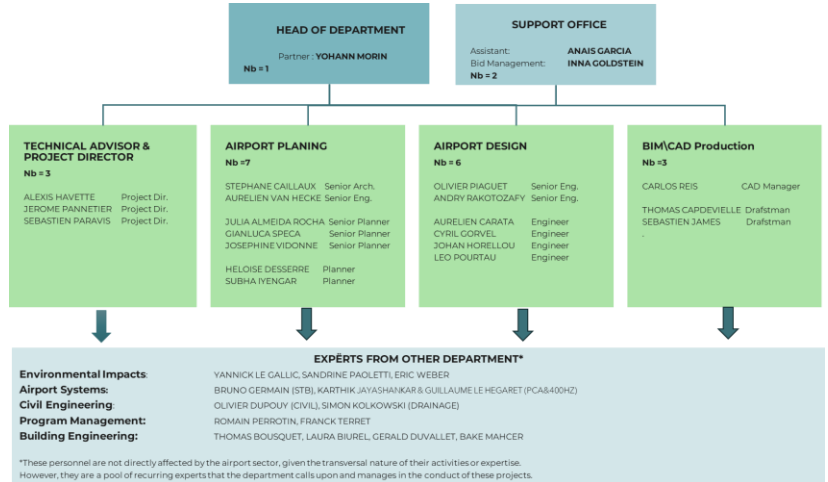 HEAD OF DEPARTMENT
Partner : YOHANN MORIN
Nb = 1
SUPPORT OFFICE
Assistant: ANAIS GARCIA
Bid Management: INNA GOLDSTEIN
Nb = 2
TECHNICAL ADVISOR &
PROJECT DIRECTOR
Nb = 3
ALEXIS HAVETTE Project Dir.
JEROME PANNETIER Project Dir.
SEBASTIEN PARAVIS Project Dir.
AIRPORT PLANING
Nb =7
STEPHANE CAILLAUX Senior Arch.
AURELIEN VAN HECKE Senior Eng.
JULIA ALMEIDA ROCHA Senior Planner
GIANLUCA SPECA Senior Planner
JOSEPHINE VIDONNE Senior Planner
HELOISE DESSERRE Planner
SUBHA IYENGAR Planner
AIRPORT DESIGN
Nb = 6
OLIVIER PIAGUET Senior Eng.
ANDRY RAKOTOZAFY Senior Eng.
AURELIEN CARATA Engineer
CYRIL GORVEL Engineer
JOHAN HORELLOU Engineer
LEO POURTAU Engineer
BIM\CAD Production
Nb =3
CARLOS REIS CAD Manager
THOMAS CAPDEVIELLE Drafstman
SEBASTIEN JAMES Drafstman
.
EXPËRTS FROM OTHER DEPARTMENT*
Environmental Impacts: YANNICK LE GALLIC, SANDRINE PAOLETTI, ERIC WEBER
Airport Systems: BRUNO GERMAIN (STB), KARTHIK JAYASHANKAR & GUILLAUME LE HEGARET (PCA&400HZ)
Civil Engineering: OLIVIER DUPOUY (CIVIL), SIMON KOLKOWSKI (DRAINAGE)
Program Management: ROMAIN PERROTIN, FRANCK TERRET
Building Engineering: THOMAS BOUSQUET, LAURA BIUREL, GERALD DUVALLET, BAKE MAHCER
*These personnel are not directly affected by the airport sector, given the transversal nature of their activities or expertise.
However, they are a pool of recurring experts that the department calls upon and manages in the conduct of these projects.